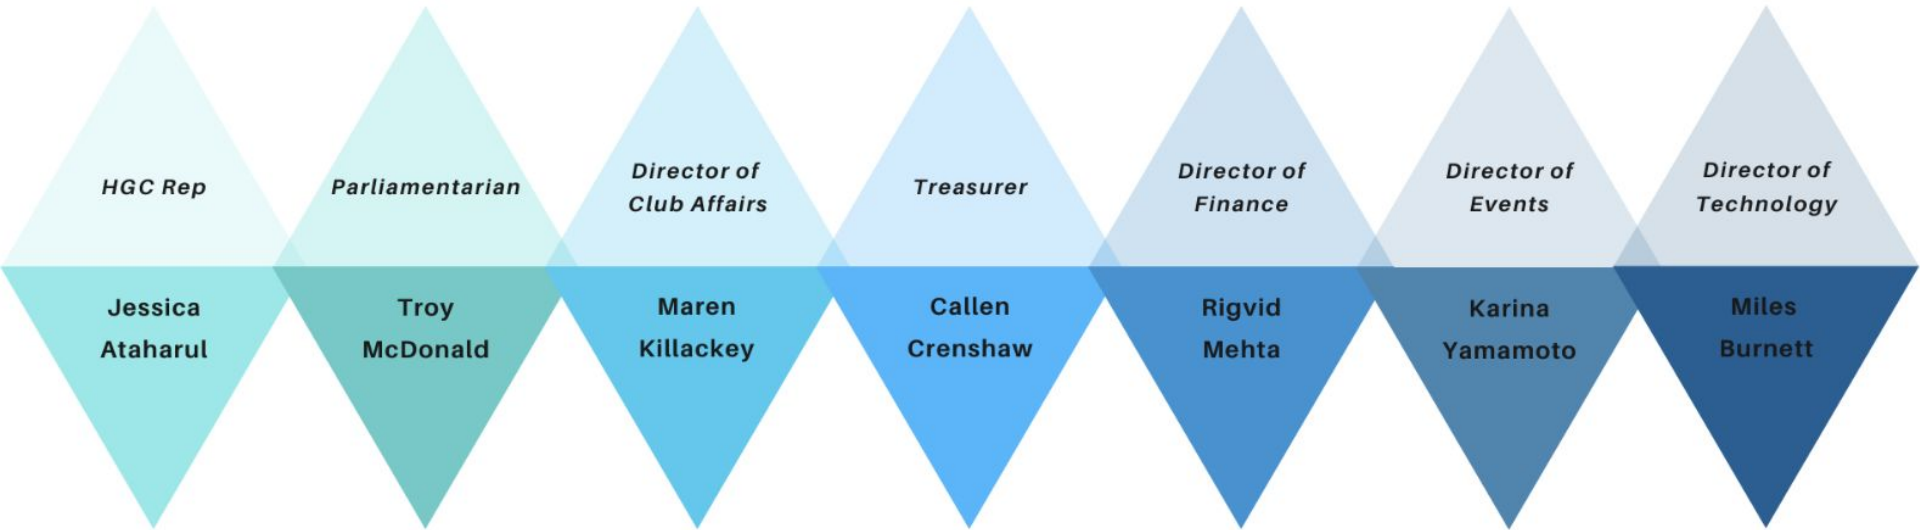 HGC Rep
Jessica
Ataharul
Parliamentarian
Troy
McDonald
Director of
Club Affairs
Maren
Killackey
Treasurer
Callen
Crenshaw
Director of
Finance
Rigvid
Mehta
Director of
Events
Karina
Yamamoto
Director of
Technology
Miles
Burnett